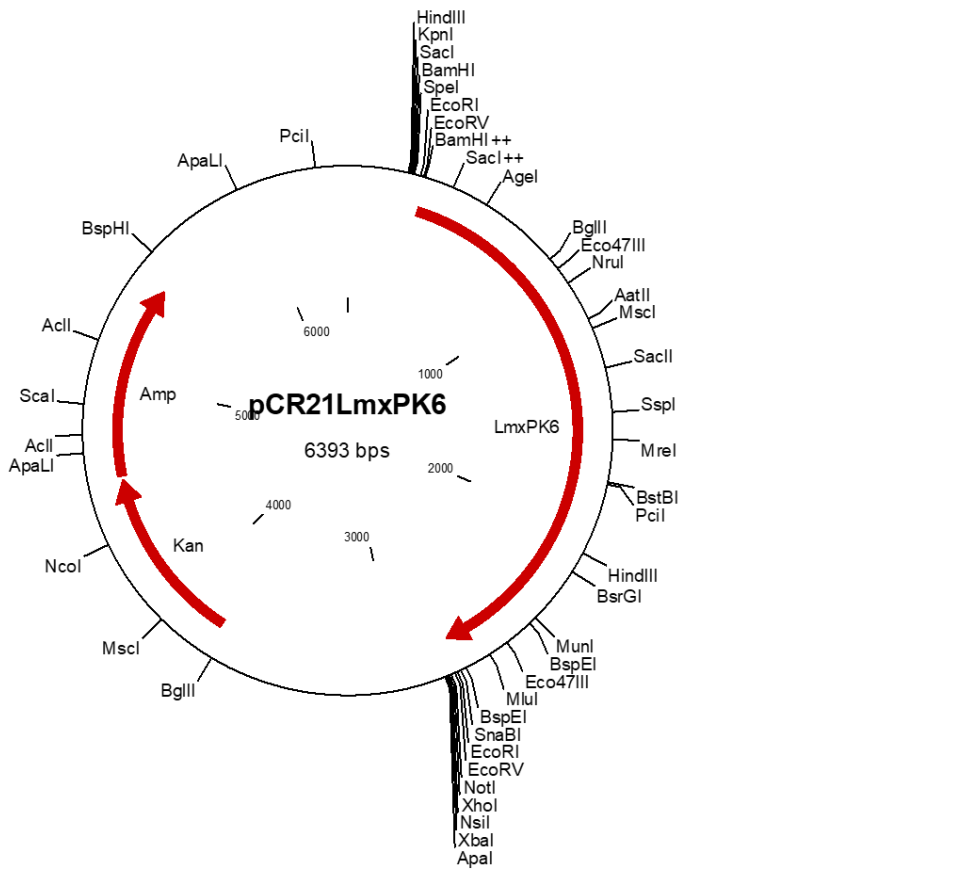 HindIII
KpnI
SacI
BamHI
SpeI
EcoRI
EcoRV
BamHI ++
SacI ++
AgeI
PciI
ApaLI
BspHI
BglII
Eco47III
NruI
AatII
MscI
SacII
SspI
MreI
BstBI
PciI
HindIII
BsrGI
MunI
BspEI
Eco47III
MluI
BspEI
SnaBI
EcoRI
EcoRV
NotI
XhoI
NsiI
XbaI
ApaI
AclI
ScaI
AclI
ApaLI
NcoI
MscI
BglII
6000
1000
Amp
5000
pCR21LmxPK6
6393 bps
LmxPK6
2000
4000
3000
Kan